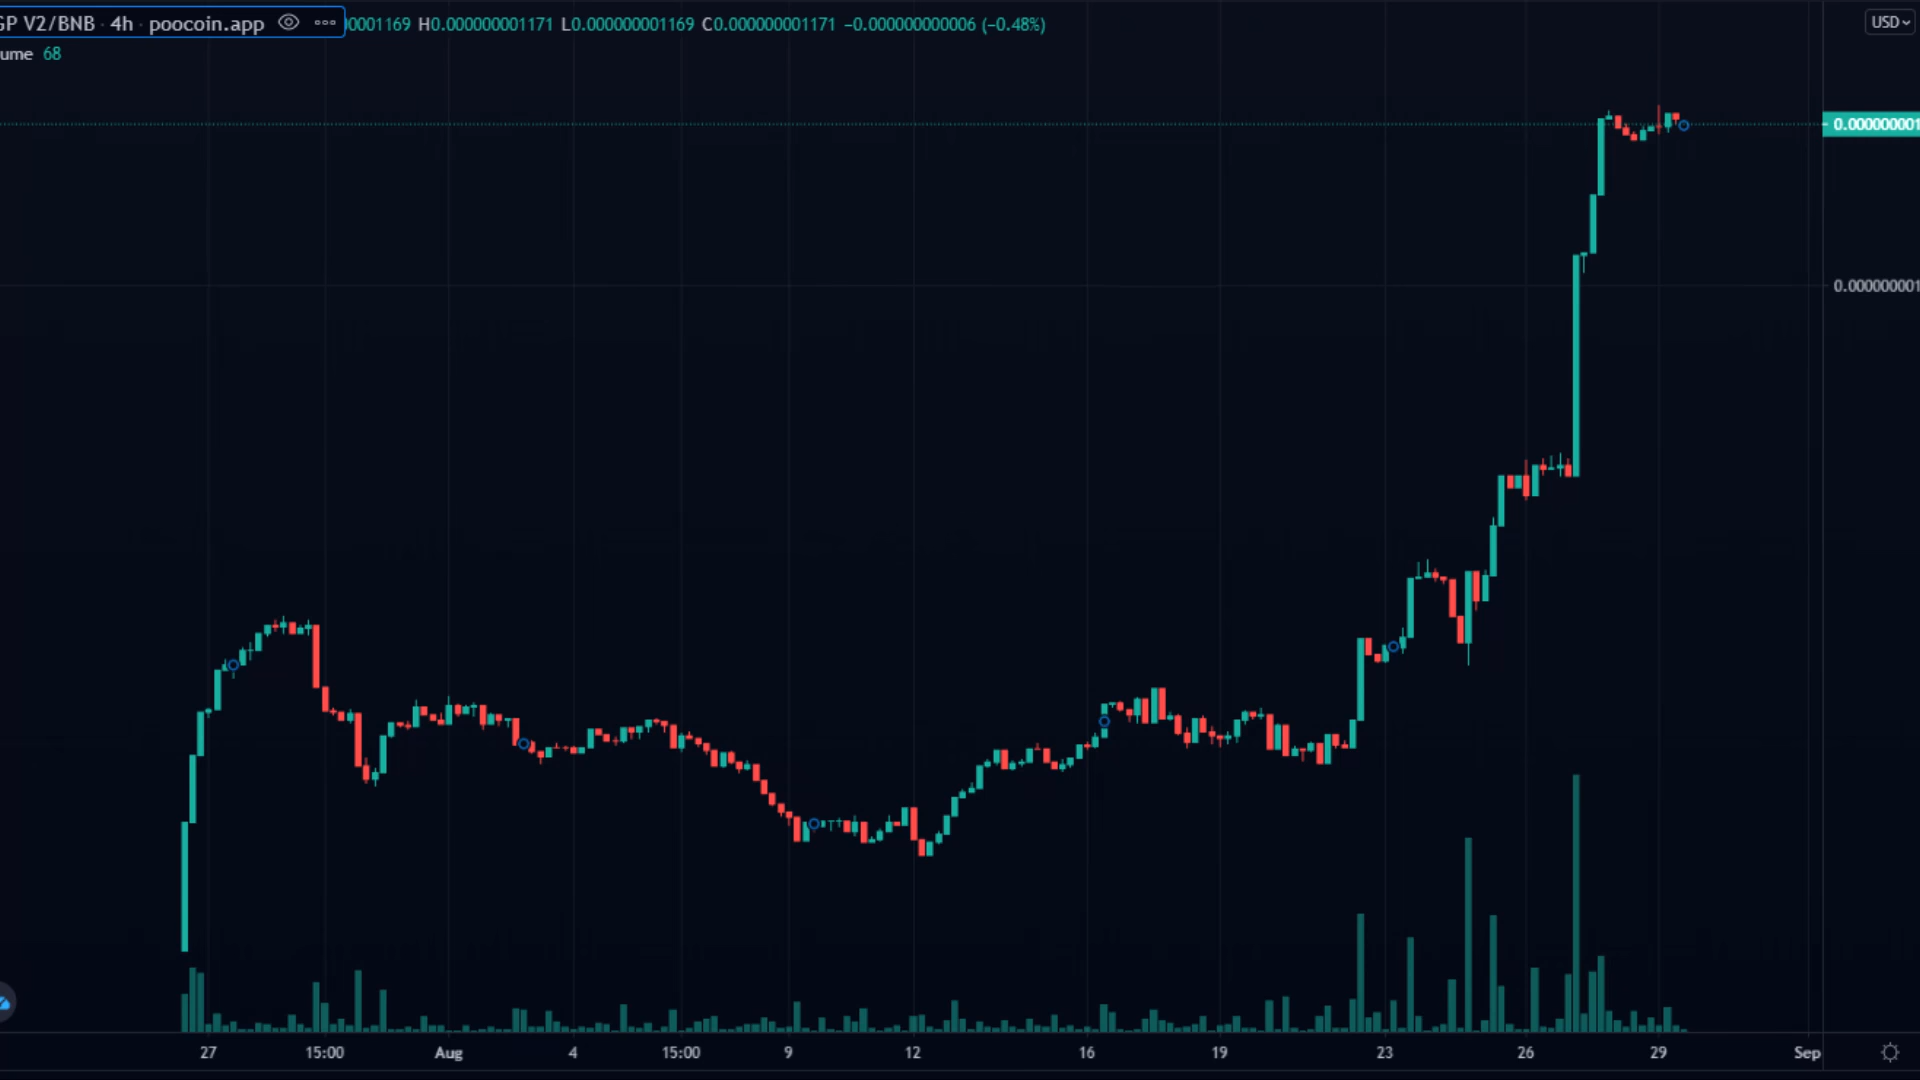 GP V2/BNB · 4h · poocoin.app 0001169 H0.000000001171 L0.000000001169 C0.000000001171 −0.000000000006 (−0.48%) USD
ume 68
0.000000001
0.000000001
27 15:00 Aug 4 15:00 9 12 16 19 23 26 29 Sep